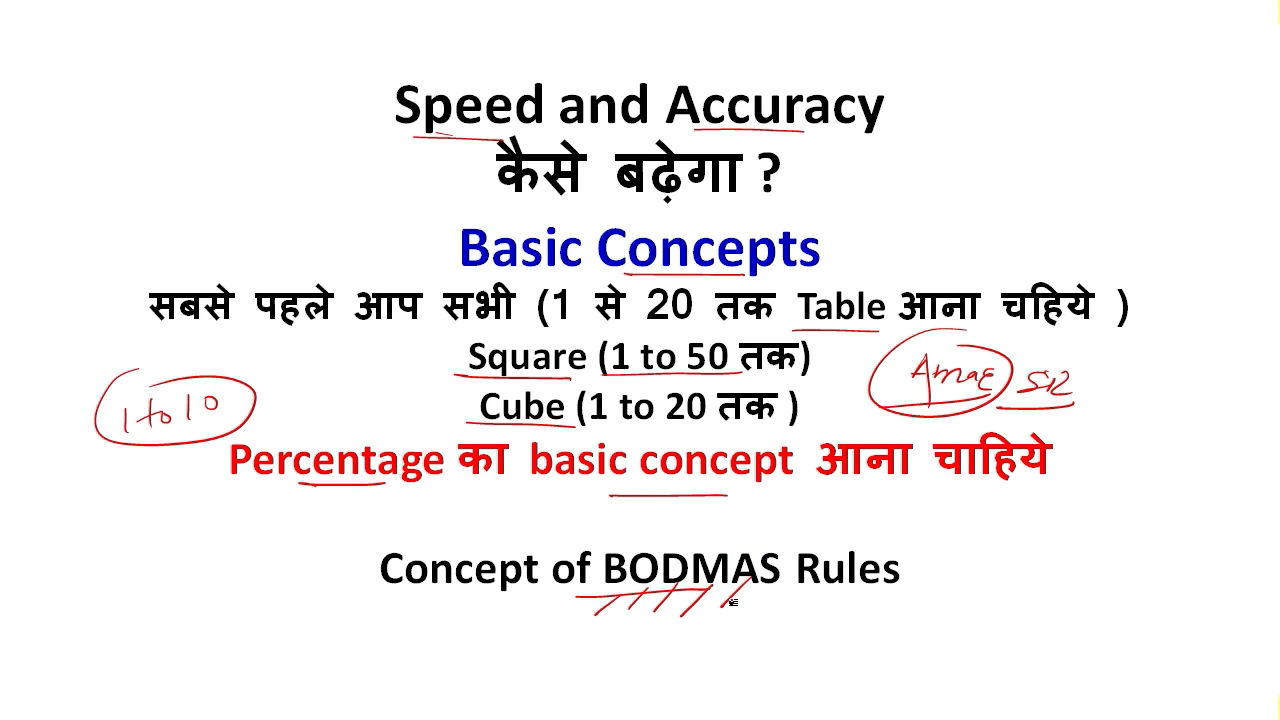 Speed and Accuracy
कैसे बढ़ेगा ?
Basic Concepts
सबसे पहले आप सभी (1 से 20 तक Table आना चहिये )
Square (1 to 50 तक)
Cube (1 to 20 तक )
1 to 10
SIR
Percentage का basic concept आना चाहिये
Concept of BODMAS Rules